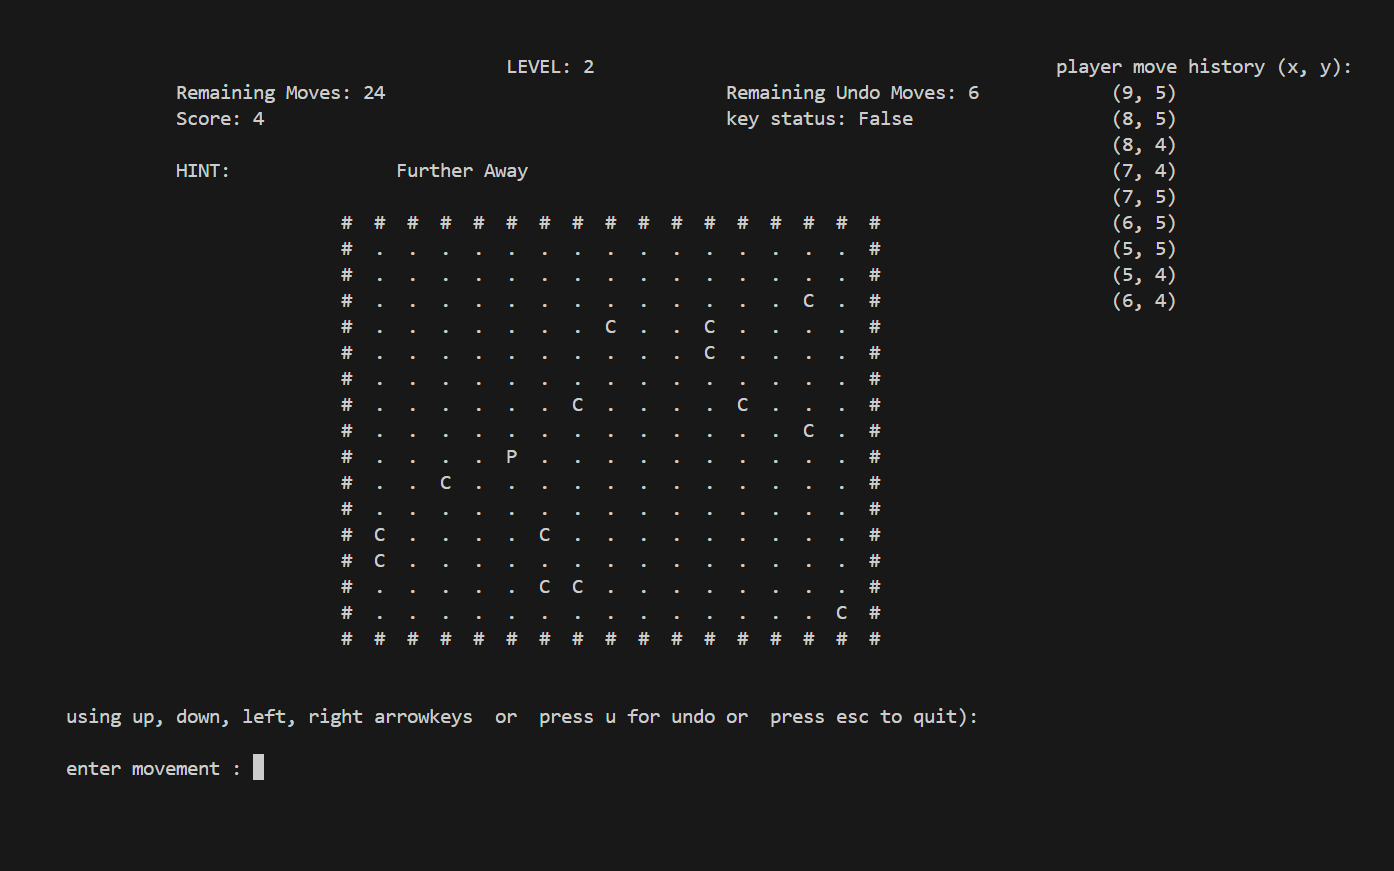 LEVEL: 2 player move history (x, y):
Remaining Moves: 24 Remaining Undo Moves: 6 (9, 5)
Score: 4 key status: False (8, 5)
(8, 4)
HINT: Further Away (7, 4)
(7, 5)
# # # # # # # # # # # # # # # # # (6, 5)
# . . . . . . . . . . . . . . . # (5, 5)
# . . . . . . . . . . . . . . . # (5, 4)
# . . . . . . . . . . . . . C . # (6, 4)
# . . . . . . . C . . C . . . . #
# . . . . . . . . . . C . . . . #
# . . . . . . . . . . . . . . . #
# . . . . . . C . . . . C . . . #
# . . . . . . . . . . . . . C . #
# . . . . P . . . . . . . . . . #
# . . C . . . . . . . . . . . . #
# . . . . . . . . . . . . . . . #
# C . . . . C . . . . . . . . . #
# C . . . . . . . . . . . . . . #
# . . . . . C C . . . . . . . . #
# . . . . . . . . . . . . . . C #
# # # # # # # # # # # # # # # # #
using up, down, left, right arrowkeys or press u for undo or press esc to quit):
enter movement :